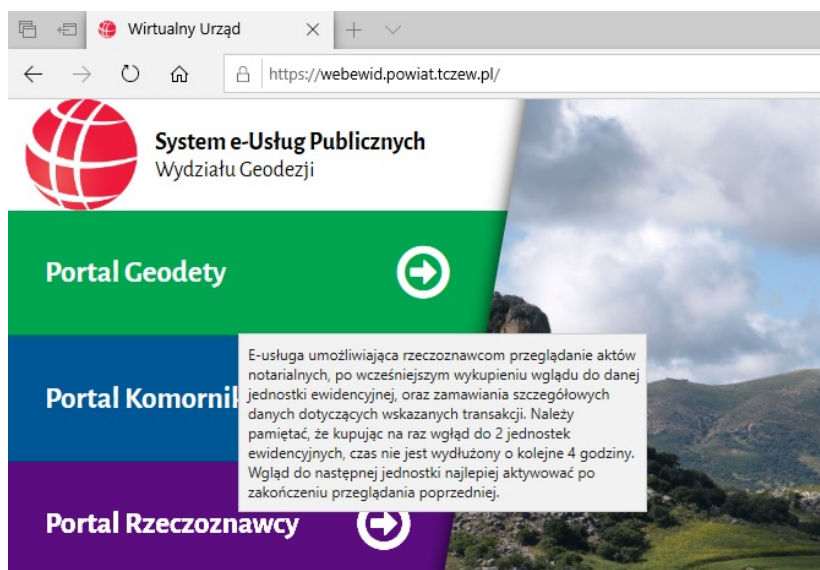 Wirtualny Urząd
https://webewid.powiat.tczew.pl/
System e-Usług Publicznych
Wydziału Geodezji
Portal Geodety
E-usługa umożliwiająca rzeczoznawcom przeglądanie aktów
notarialnych, po wcześniejszym wykupieniu wglądu do danej
jednostki ewidencyjnej, oraz zamawiania szczegółowych
danych dotyczących wskazanych transakcji. Należy
pamiętać, że kupując na raz wgłąd do 2 jednostek
ewidencyjnych, czas nie jest wydłużony o kolejne 4 godziny.
Wgląd do następnej jednostki najlepiej aktywować po
zakończeniu przeglądania poprzedniej.
Portal Komornik
Portal Rzeczoznawcy